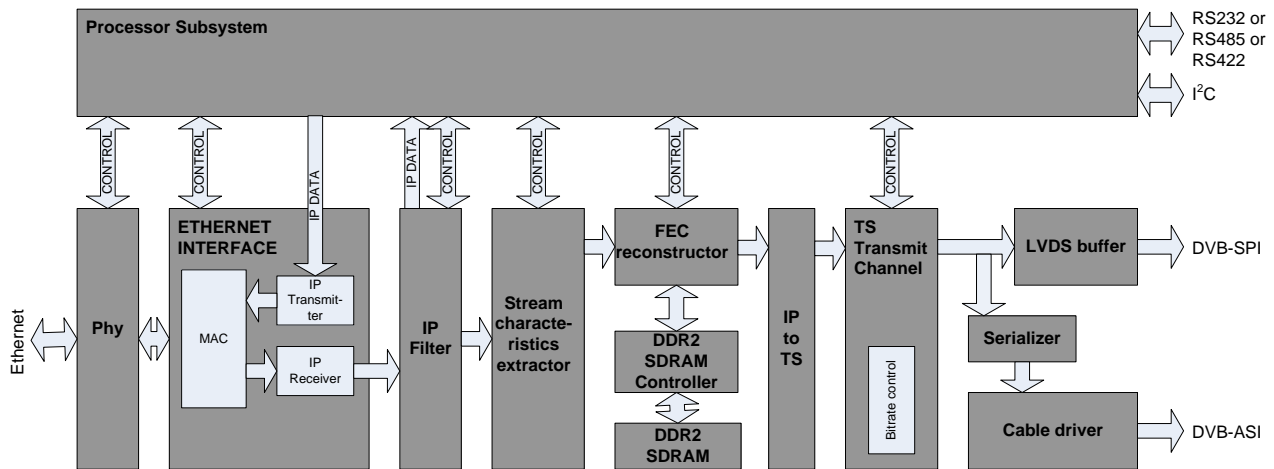 Processor Subsystem
RS232 or
RS485 or
RS422
I²C
CONTROL
CONTROL
IP DATA
IP DATA
CONTROL
CONTROL
CONTROL
CONTROL
Ethernet
Phy
ETHERNET
INTERFACE
MAC
IP
Transmit-
ter
IP
Receiver
IP
Filter
Stream
characte-
ristics
extractor
FEC
reconstructor
DDR2
SDRAM
Controller
DDR2
SDRAM
IP
to
TS
TS
Transmit
Channel
Bitrate control
LVDS buffer
DVB-SPI
Serializer
Cable driver
DVB-ASI